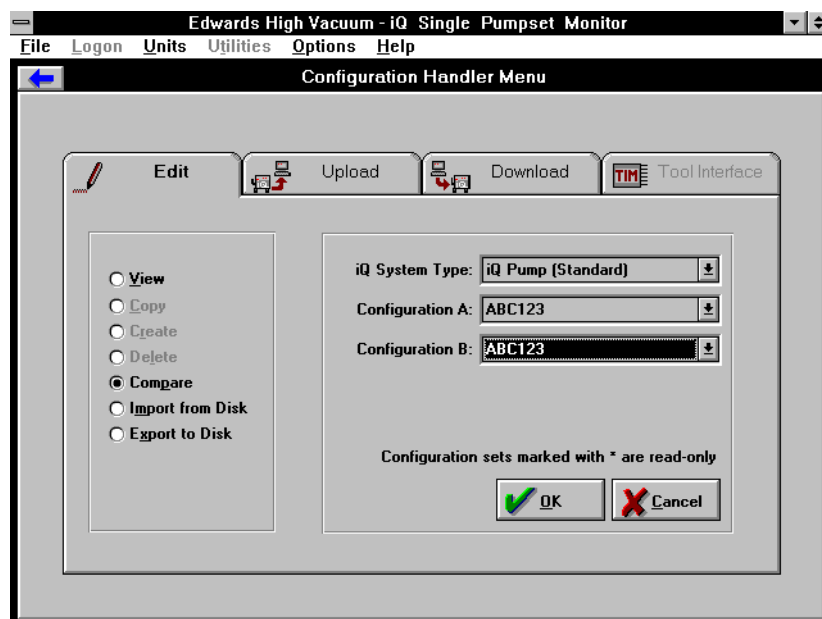 Edwards High Vacuum - iQ Single Pumpset Monitor
File Logon Units Utilities Options Help
Configuration Handler Menu
Edit Upload Download TIM Tool Interface
View
Copy
Create
Delete
Compare
Import from Disk
Export to Disk
iQ System Type: iQ Pump (Standard)
Configuration A: ABC123
Configuration B: ABC123
Configuration sets marked with * are read-only
OK Cancel